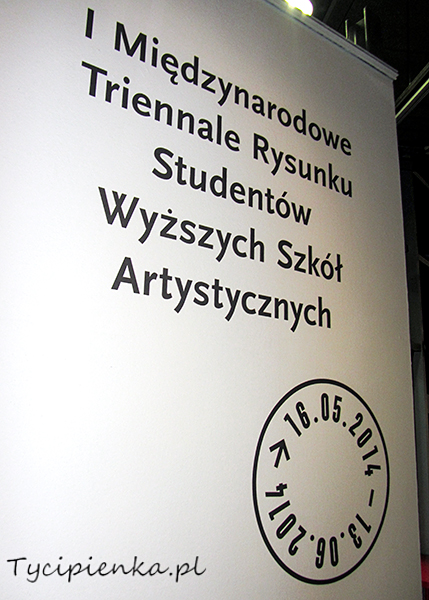 I Międzynarodowe
Triennale Rysunku
Studentów
Wyższych Szkół
Artystycznych
16.05.2014 – 13.06.2014
Tycipienka.pl